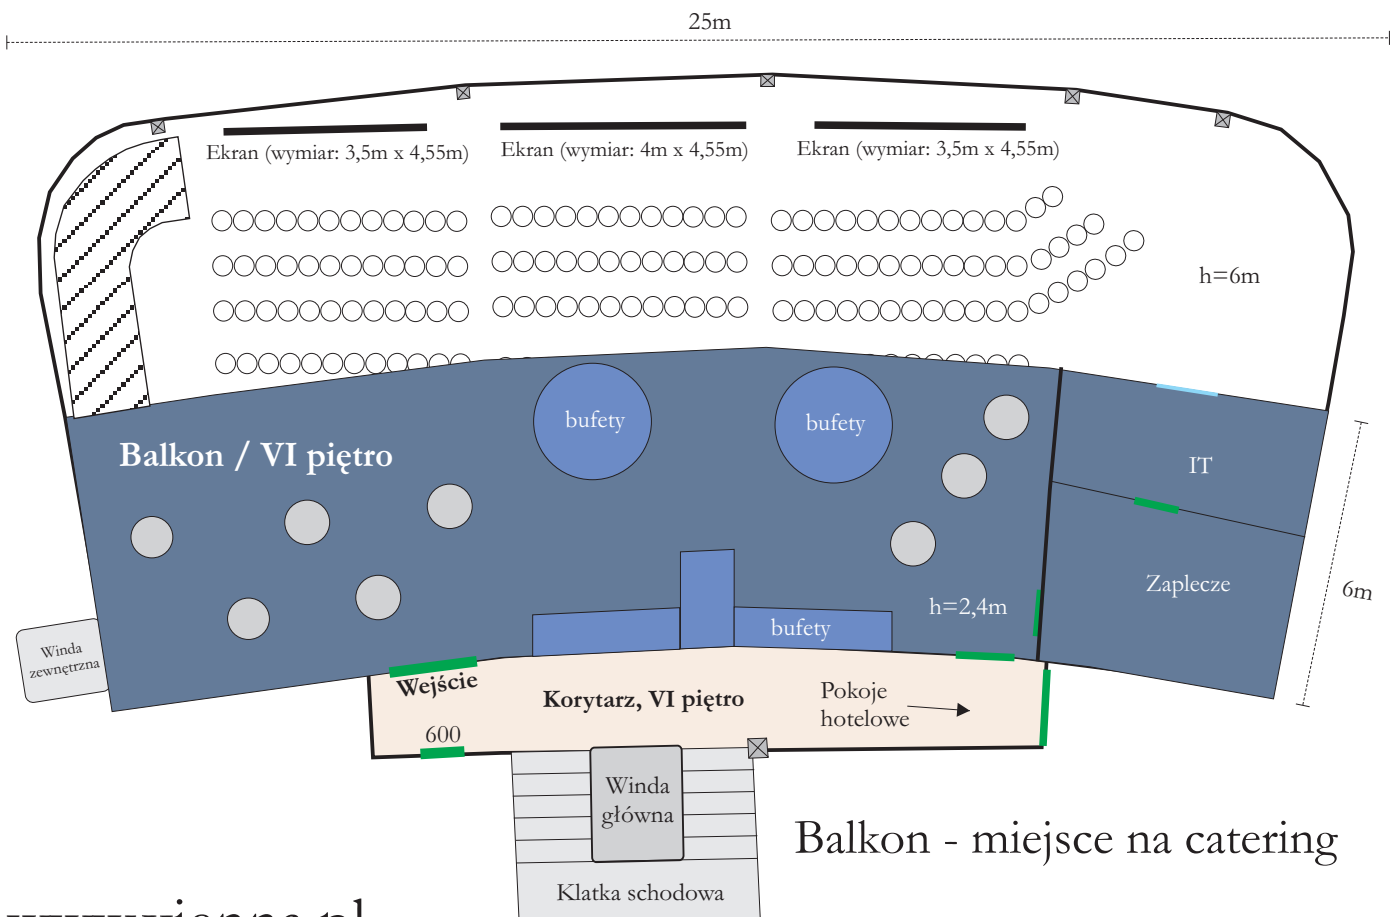 25m
Ekran (wymiar: 3,5m x 4,55m)
Ekran (wymiar: 4m x 4,55m)
Ekran (wymiar: 3,5m x 4,55m)
h=6m
bufety
bufety
Balkon / VI piętro
IT
Zaplecze
6m
h=2,4m
bufety
Winda
zewnętrzna
Wejście
Korytarz, VI piętro
Pokoje
hotelowe
600
Winda
główna
Balkon - miejsce na catering
Klatka schodowa